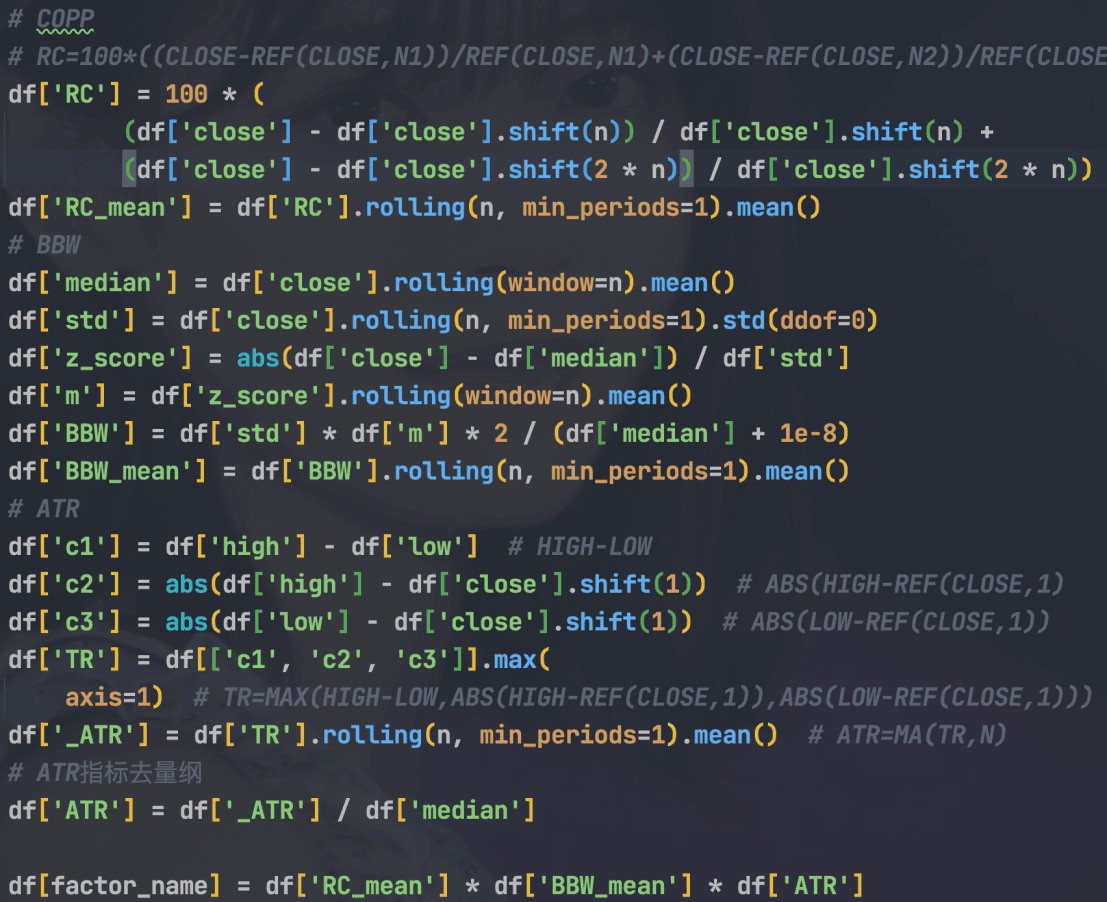 # COPP
# RC=100*((CLOSE-REF(CLOSE,N1))/REF(CLOSE,N1)+(CLOSE-REF(CLOSE,N2))/REF(CLOSE
df['RC'] = 100 * (
        (df['close'] - df['close'].shift(n)) / df['close'].shift(n) +
        (df['close'] - df['close'].shift(2 * n)) / df['close'].shift(2 * n))
df['RC_mean'] = df['RC'].rolling(n, min_periods=1).mean()
# BBW
df['median'] = df['close'].rolling(window=n).mean()
df['std'] = df['close'].rolling(n, min_periods=1).std(ddof=0)
df['z_score'] = abs(df['close'] - df['median']) / df['std']
df['m'] = df['z_score'].rolling(window=n).mean()
df['BBW'] = df['std'] * df['m'] * 2 / (df['median'] + 1e-8)
df['BBW_mean'] = df['BBW'].rolling(n, min_periods=1).mean()
# ATR
df['c1'] = df['high'] - df['low']  # HIGH-LOW
df['c2'] = abs(df['high'] - df['close'].shift(1))  # ABS(HIGH-REF(CLOSE,1)
df['c3'] = abs(df['low'] - df['close'].shift(1))  # ABS(LOW-REF(CLOSE,1))
df['TR'] = df[['c1', 'c2', 'c3']].max(
    axis=1)  # TR=MAX(HIGH-LOW,ABS(HIGH-REF(CLOSE,1)),ABS(LOW-REF(CLOSE,1)))
df['_ATR'] = df['TR'].rolling(n, min_periods=1).mean()  # ATR=MA(TR,N)
# ATR指标去量纲
df['ATR'] = df['_ATR'] / df['median']
df[factor_name] = df['RC_mean'] * df['BBW_mean'] * df['ATR']